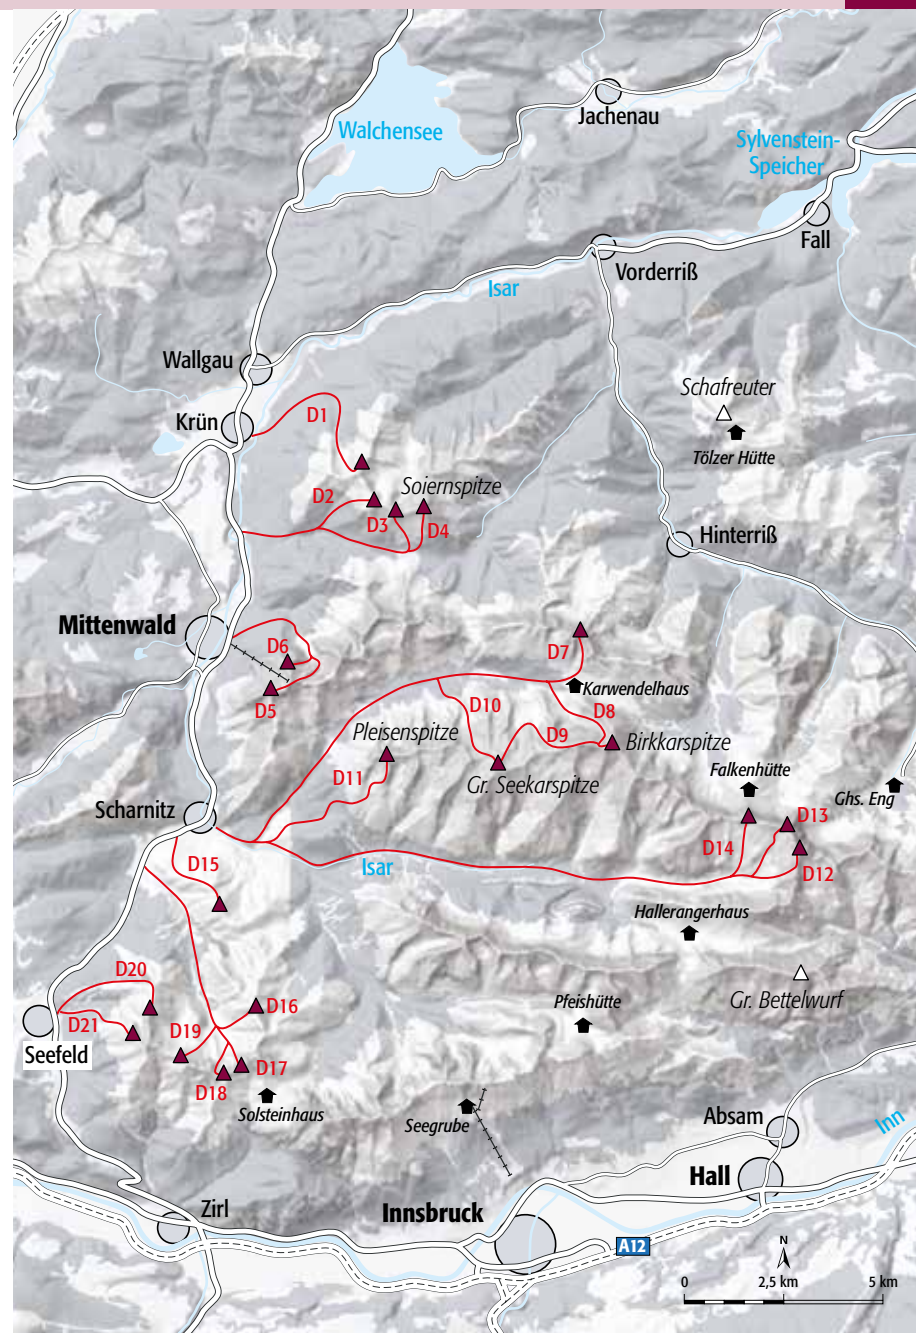 Jachenau
Walchensee
Sylvenstein-
Speicher
Fall
Vorderriß
Isar
Wallgau
Schafreuter
Krün
D1
Tölzer Hütte
Soiernspitze
D2
D3
D4
Hinterriß
Mittenwald
D6
D7
Karwendelhaus
D5
D10
D8
Pleisenspitze
D9
Birkkarspitze
D11
Gr. Seekarspitze
Falkenhütte
Ghs. Eng
Scharnitz
D13
D14
D15
Isar
D12
Hallerangerhaus
D20
Gr. Bettelwurf
Pfeishütte
D16
D21
D19
Seefeld
D17
D18
Solsteinhaus
Seegrube
Absam
Inn
Hall
Zirl
Innsbruck
A12
N
0
2,5 km
5 km